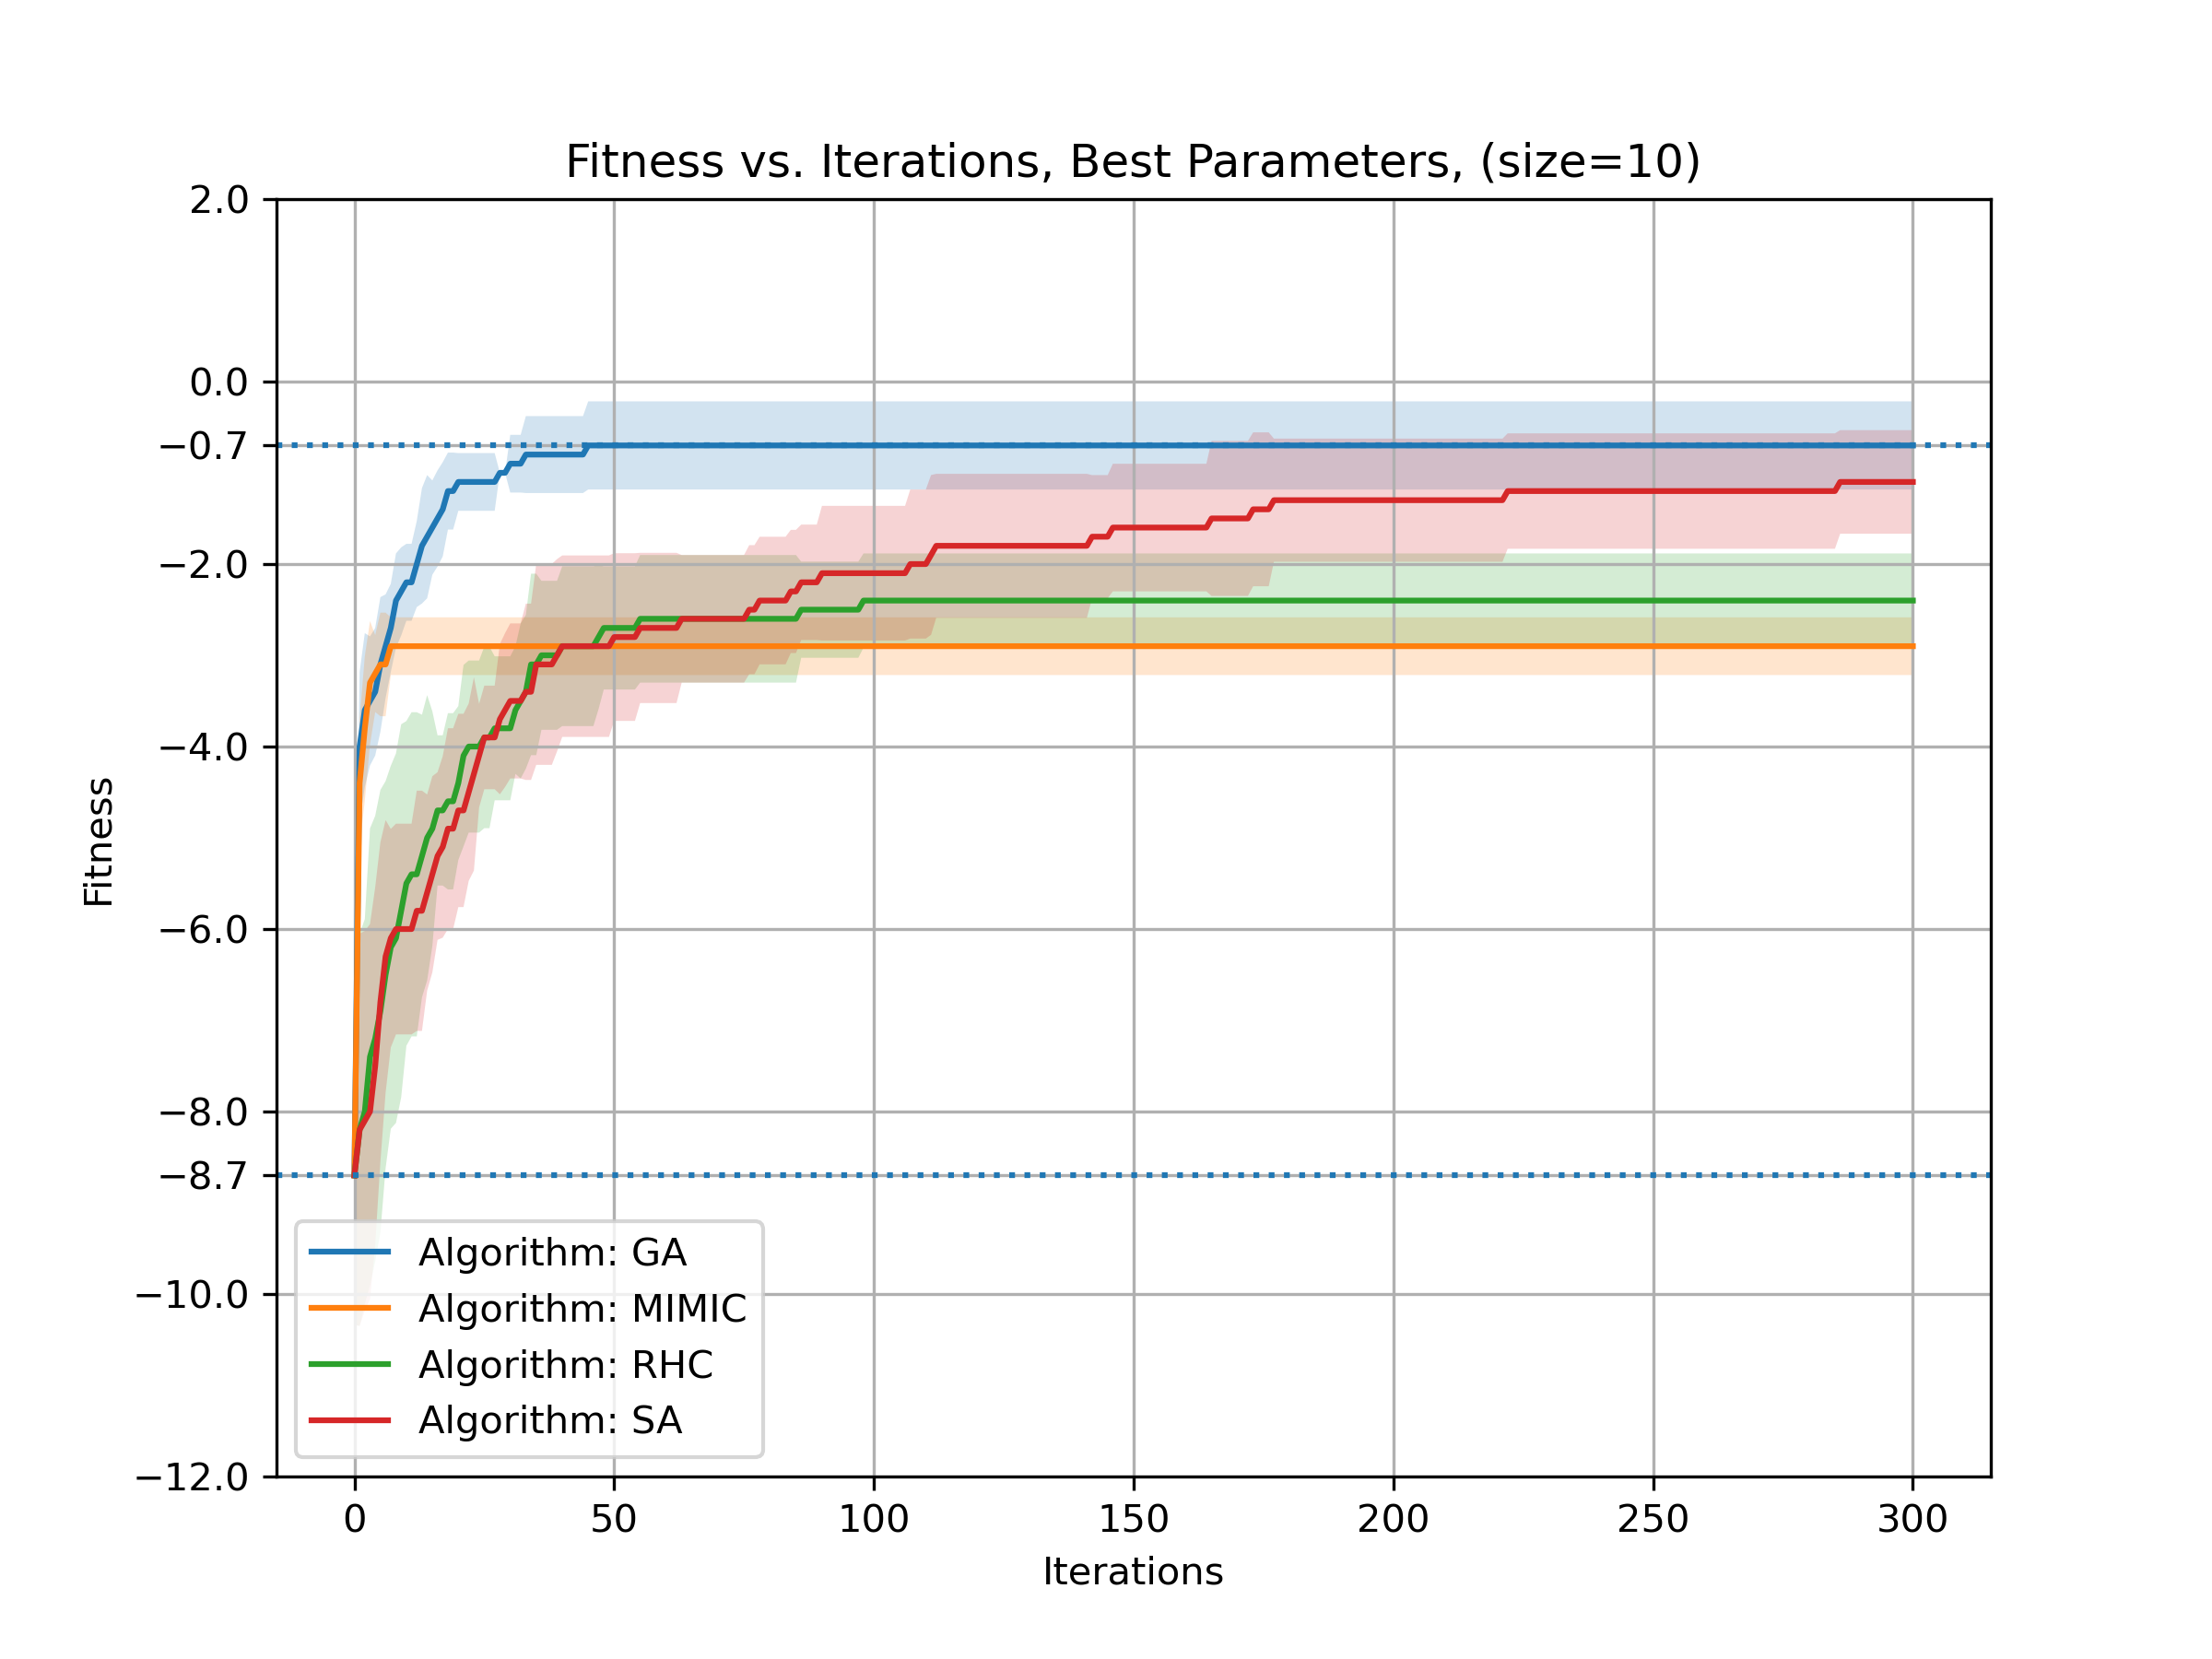 Fitness vs. Iterations, Best Parameters, (size=10)
2.0
0.0
−0.7
−2.0
−4.0
−6.0
−8.0
−8.7
−10.0
−12.0
Fitness
Algorithm: GA
Algorithm: MIMIC
Algorithm: RHC
Algorithm: SA
0 50 100 150 200 250 300
Iterations